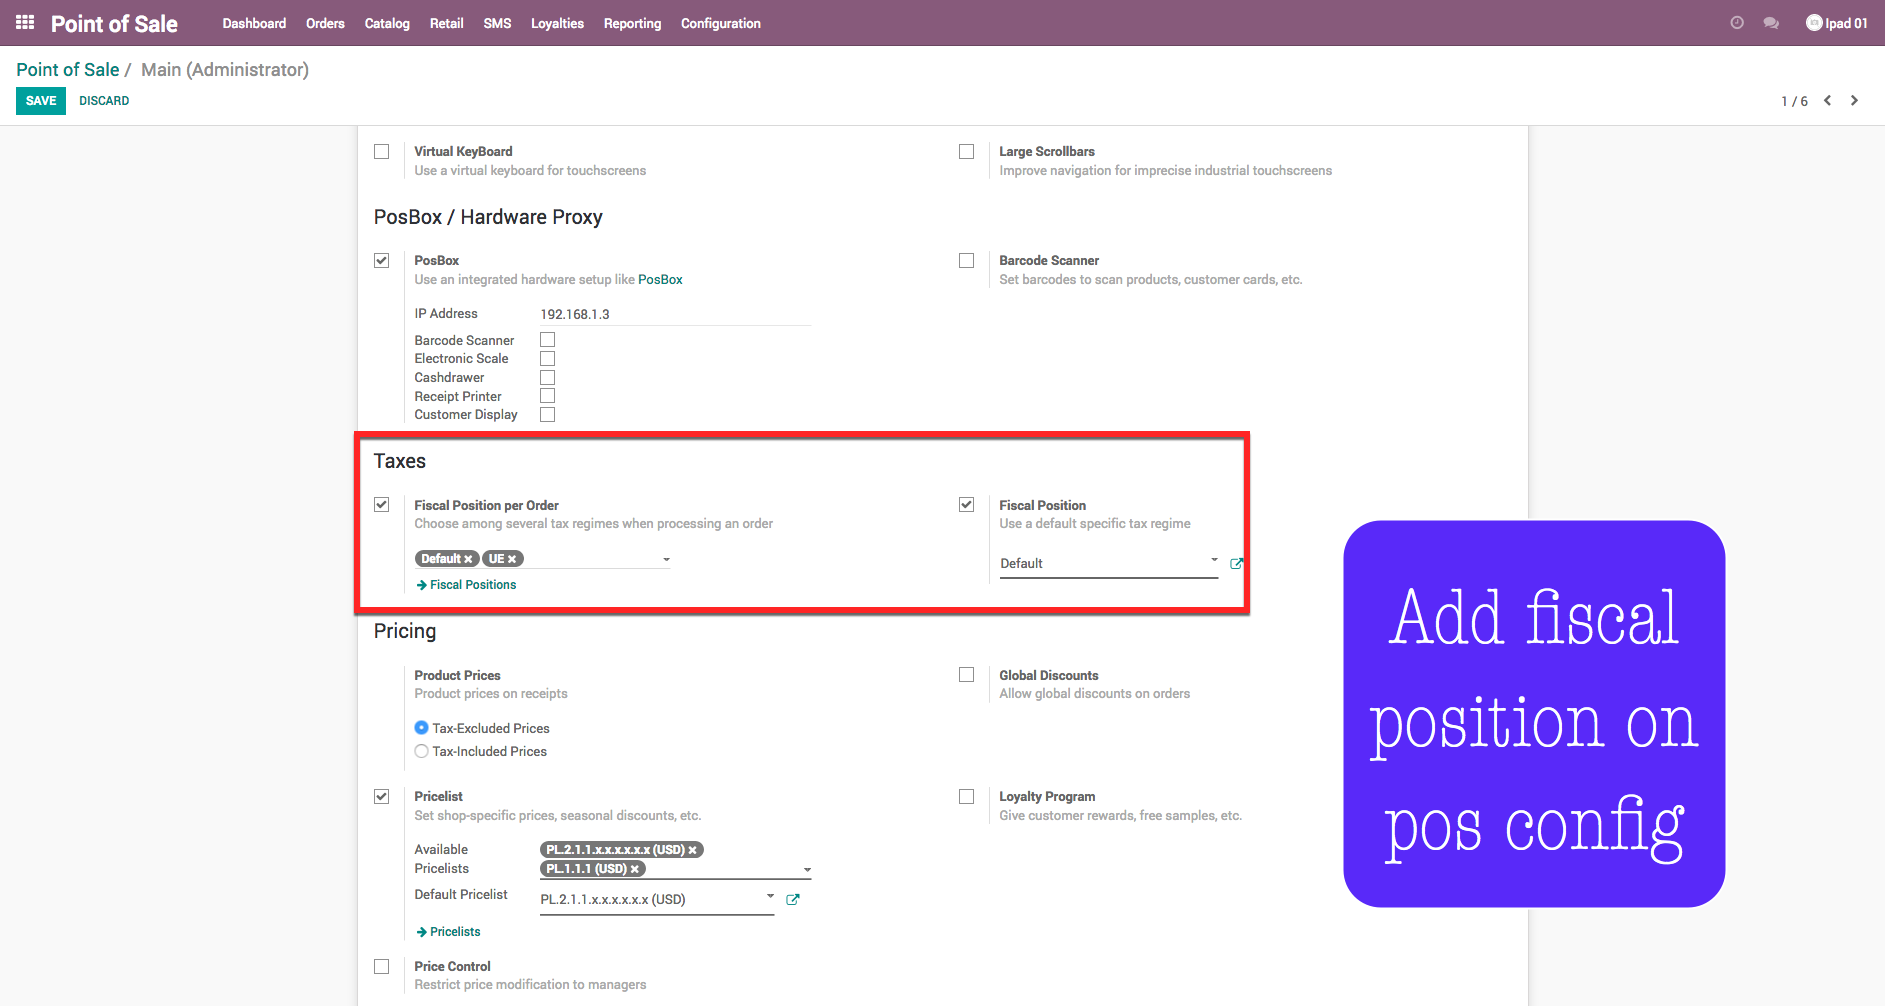 Point of Sale Dashboard Orders Catalog Retail SMS Loyalties Reporting Configuration Ipad 01
Point of Sale / Main (Administrator)
SAVE DISCARD 1 / 6
Virtual KeyBoard
Use a virtual keyboard for touchscreens
Large Scrollbars
Improve navigation for imprecise industrial touchscreens
PosBox / Hardware Proxy
PosBox
Use an integrated hardware setup like PosBox
IP Address 192.168.1.3
Barcode Scanner
Electronic Scale
Cashdrawer
Receipt Printer
Customer Display
Barcode Scanner
Set barcodes to scan products, customer cards, etc.
Taxes
Fiscal Position per Order
Choose among several tax regimes when processing an order
Default x UE x
Fiscal Positions
Fiscal Position
Use a default specific tax regime
Default
Pricing
Product Prices
Product prices on receipts
Tax-Excluded Prices
Tax-Included Prices
Global Discounts
Allow global discounts on orders
Pricelist
Set shop-specific prices, seasonal discounts, etc.
Available Pricelists
PL.2.1.1.x.x.x.x.x (USD) x
PL.1.1.1 (USD) x
Default Pricelist PL.2.1.1.x.x.x.x.x (USD)
Pricelists
Loyalty Program
Give customer rewards, free samples, etc.
Price Control
Restrict price modification to managers
Add fiscal
position on
pos config